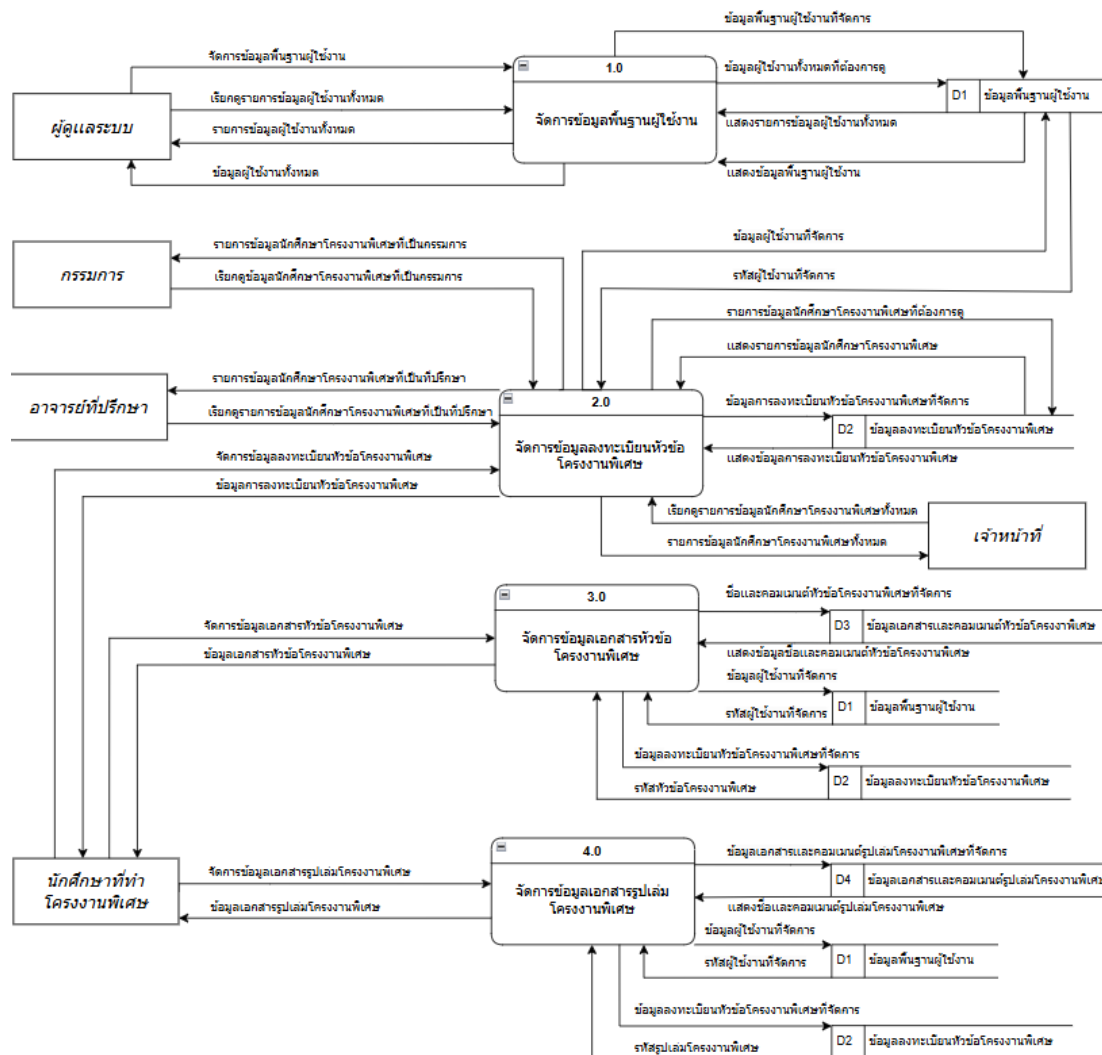 ข้อมูลพื้นฐานผู้ใช้งานที่จัดการ
จัดการข้อมูลพื้นฐานผู้ใช้งาน
1.0
ข้อมูลผู้ใช้งานทั้งหมดที่ต้องการดู
เรียกดูรายการข้อมูลผู้ใช้งานทั้งหมด
D1
ข้อมูลพื้นฐานผู้ใช้งาน
ผู้ดูแลระบบ
จัดการข้อมูลพื้นฐานผู้ใช้งาน
แสดงรายการข้อมูลผู้ใช้งานทั้งหมด
รายการข้อมูลผู้ใช้งานทั้งหมด
ข้อมูลผู้ใช้งานทั้งหมด
แสดงข้อมูลพื้นฐานผู้ใช้งาน
รายการข้อมูลนักศึกษาโครงงานพิเศษที่เป็นกรรมการ
ข้อมูลผู้ใช้งานที่จัดการ
กรรมการ
เรียกดูข้อมูลนักศึกษาโครงงานพิเศษที่เป็นกรรมการ
รหัสผู้ใช้งานที่จัดการ
รายการข้อมูลนักศึกษาโครงงานพิเศษที่ต้องการดู
แสดงรายการข้อมูลนักศึกษาโครงงานพิเศษ
รายการข้อมูลนักศึกษาโครงงานพิเศษที่เป็นที่ปรึกษา
2.0
ข้อมูลการลงทะเบียนหัวข้อโครงงานพิเศษที่จัดการ
อาจารย์ที่ปรึกษา
เรียกดูรายการข้อมูลนักศึกษาโครงงานพิเศษที่เป็นที่ปรึกษา
D2
ข้อมูลลงทะเบียนหัวข้อโครงงานพิเศษ
จัดการข้อมูลลงทะเบียนหัวข้อ
โครงงานพิเศษ
จัดการข้อมูลลงทะเบียนหัวข้อโครงงานพิเศษ
แสดงข้อมูลการลงทะเบียนหัวข้อโครงงานพิเศษ
ข้อมูลการลงทะเบียนหัวข้อโครงงานพิเศษ
เรียกดูรายการข้อมูลนักศึกษาโครงงานพิเศษทั้งหมด
เจ้าหน้าที่
รายการข้อมูลนักศึกษาโครงงานพิเศษทั้งหมด
3.0
ชื่อและคอมเมนต์หัวข้อโครงงานพิเศษที่จัดการ
จัดการข้อมูลเอกสารหัวข้อโครงงานพิเศษ
D3
ข้อมูลเอกสารและคอมเมนต์หัวข้อโครงงานพิเศษ
จัดการข้อมูลเอกสารหัวข้อ
โครงงานพิเศษ
ข้อมูลเอกสารหัวข้อโครงงานพิเศษ
แสดงข้อมูลชื่อและคอมเมนต์หัวข้อโครงงานพิเศษ
ข้อมูลผู้ใช้งานที่จัดการ
รหัสผู้ใช้งานที่จัดการ
D1
ข้อมูลพื้นฐานผู้ใช้งาน
ข้อมูลลงทะเบียนหัวข้อโครงงานพิเศษที่จัดการ
รหัสหัวข้อโครงงานพิเศษ
D2
ข้อมูลลงทะเบียนหัวข้อโครงงานพิเศษ
4.0
ข้อมูลเอกสารและคอมเมนต์รูปเล่มโครงงานพิเศษที่จัดการ
จัดการข้อมูลเอกสารรูปเล่มโครงงานพิเศษ
D4
ข้อมูลเอกสารและคอมเมนต์รูปเล่มโครงงานพิเศษ
นักศึกษาที่ทำ
โครงงานพิเศษ
จัดการข้อมูลเอกสารรูปเล่ม
โครงงานพิเศษ
ข้อมูลเอกสารรูปเล่มโครงงานพิเศษ
แสดงชื่อและคอมเมนต์รูปเล่มโครงงานพิเศษ
ข้อมูลผู้ใช้งานที่จัดการ
รหัสผู้ใช้งานที่จัดการ
D1
ข้อมูลพื้นฐานผู้ใช้งาน
ข้อมูลลงทะเบียนหัวข้อโครงงานพิเศษที่จัดการ
รหัสรูปเล่มโครงงานพิเศษ
D2
ข้อมูลลงทะเบียนหัวข้อโครงงานพิเศษ